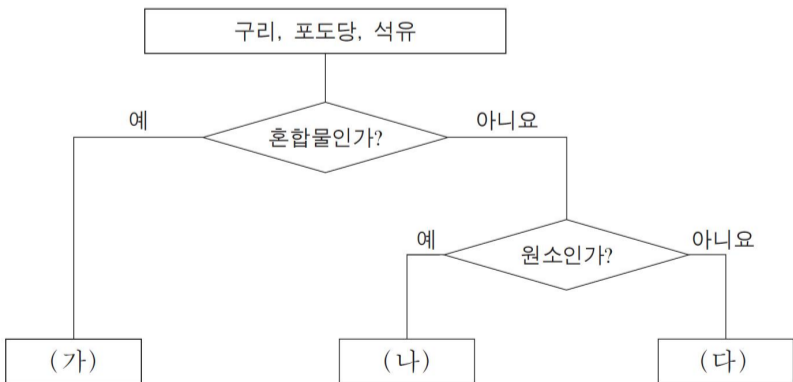 구리, 포도당, 석유
예
아니요
혼합물인가?
예
아니요
원소인가?
(가)
(나)
(다)